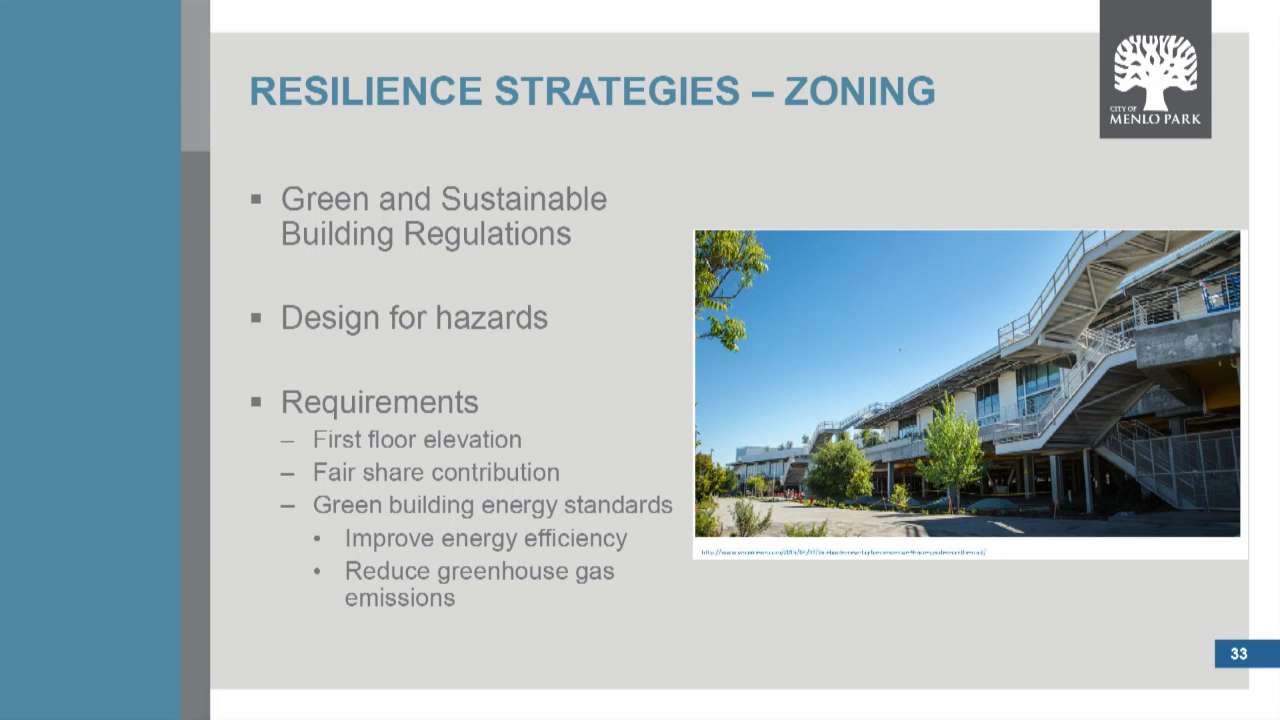 RESILIENCE STRATEGIES – ZONING
CITY OF
MENLO PARK
▪ Green and Sustainable
Building Regulations
▪ Design for hazards
▪ Requirements
– First floor elevation
– Fair share contribution
– Green building energy standards
• Improve energy efficiency
• Reduce greenhouse gas
emissions
33